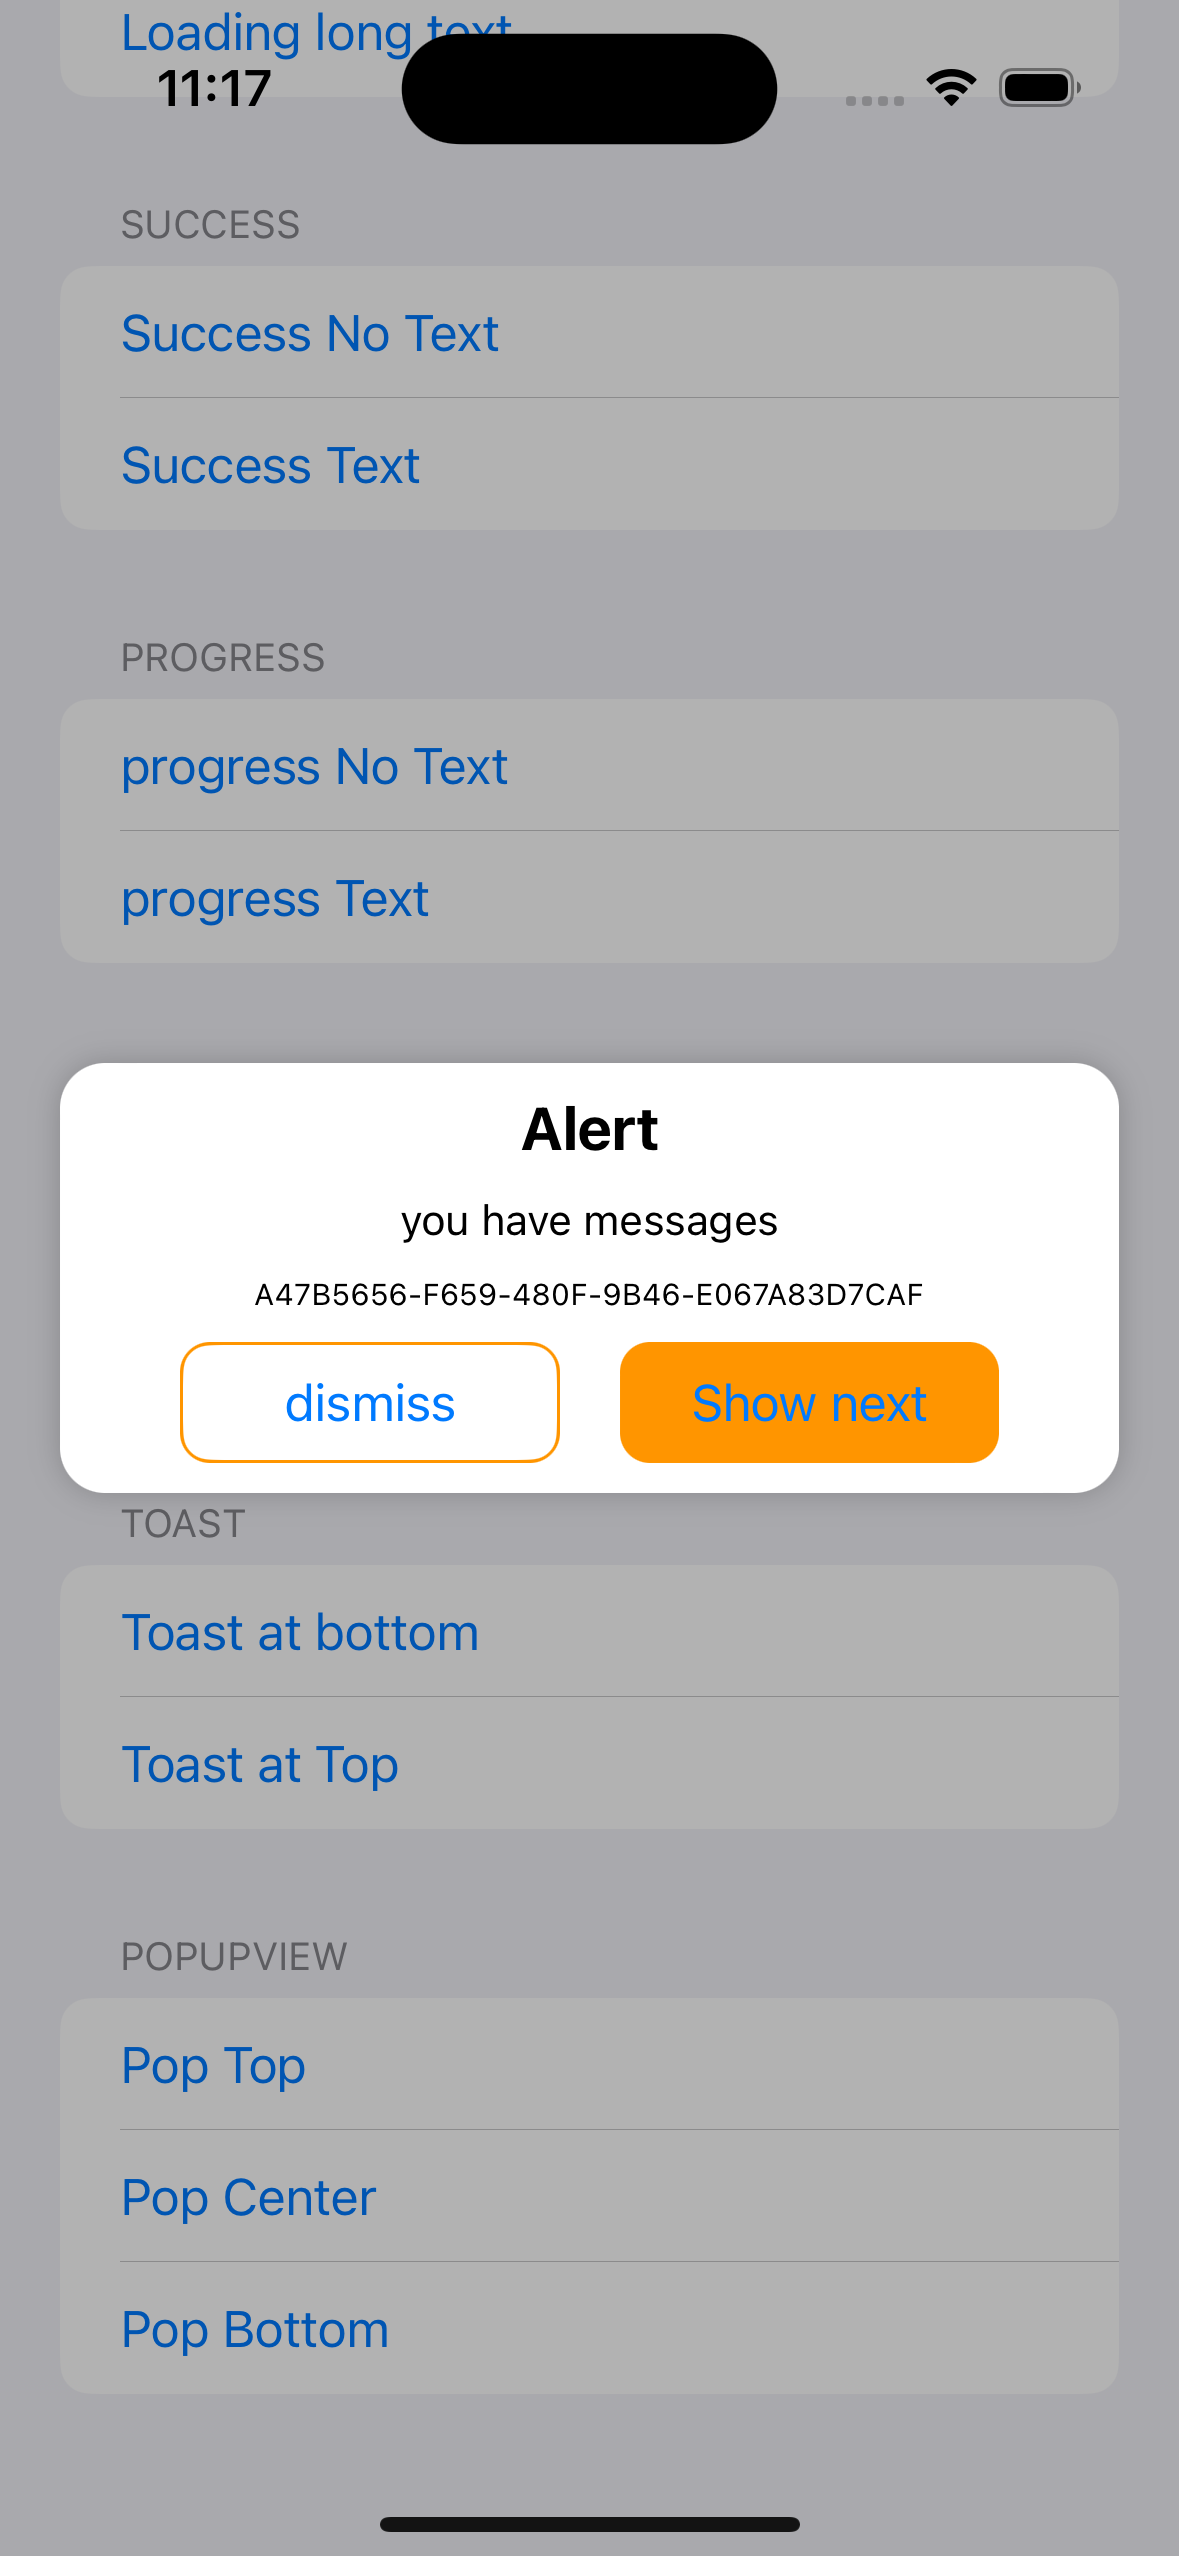 Loading long text
11:17
SUCCESS
Success No Text
Success Text
PROGRESS
progress No Text
progress Text
Alert
you have messages
A47B5656-F659-480F-9B46-E067A83D7CAF
dismiss
Show next
TOAST
Toast at bottom
Toast at Top
POPUPVIEW
Pop Top
Pop Center
Pop Bottom